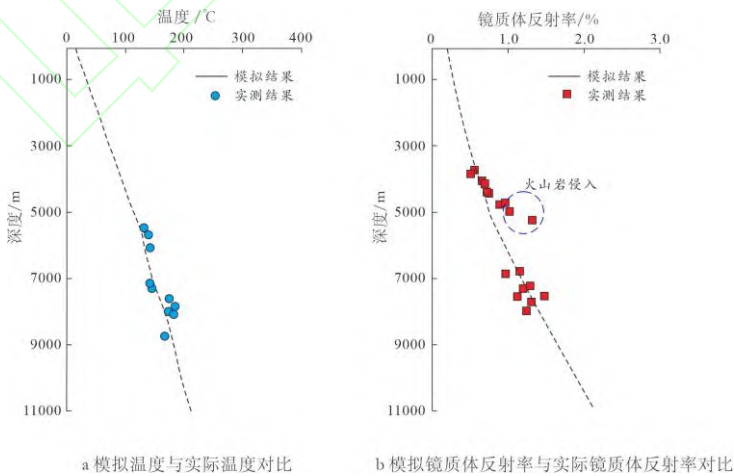 温度/℃
0
100
200
400
1000
3000
5000
7000
9000
11000
深度/m
模拟结果
实测结果
a 模拟温度与实际温度对比
镜质体反射率/%
0
1.0
2.0
3.0
1000
3000
5000
7000
9000
11000
深度/m
模拟结果
实测结果
火山岩侵入
b 模拟镜质体反射率与实际镜质体反射率对比